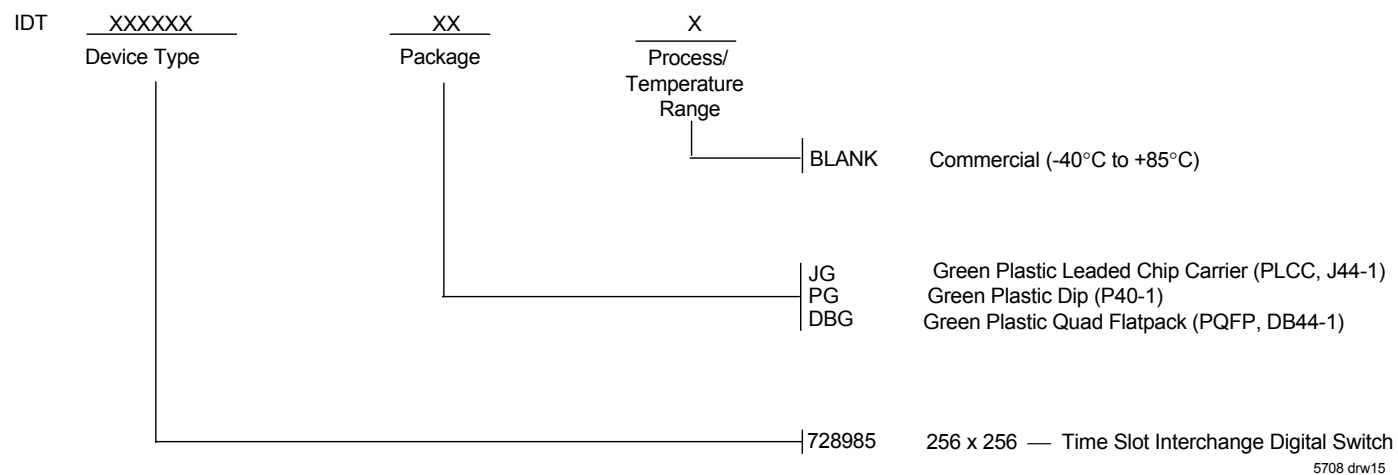 IDT XXXXXX XX X
Device Type Package Process/
Temperature
Range
BLANK Commercial (-40°C to +85°C)
JG Green Plastic Leaded Chip Carrier (PLCC, J44-1)
PG Green Plastic Dip (P40-1)
DBG Green Plastic Quad Flatpack (PQFP, DB44-1)
728985 256 x 256 — Time Slot Interchange Digital Switch
5708 drw15